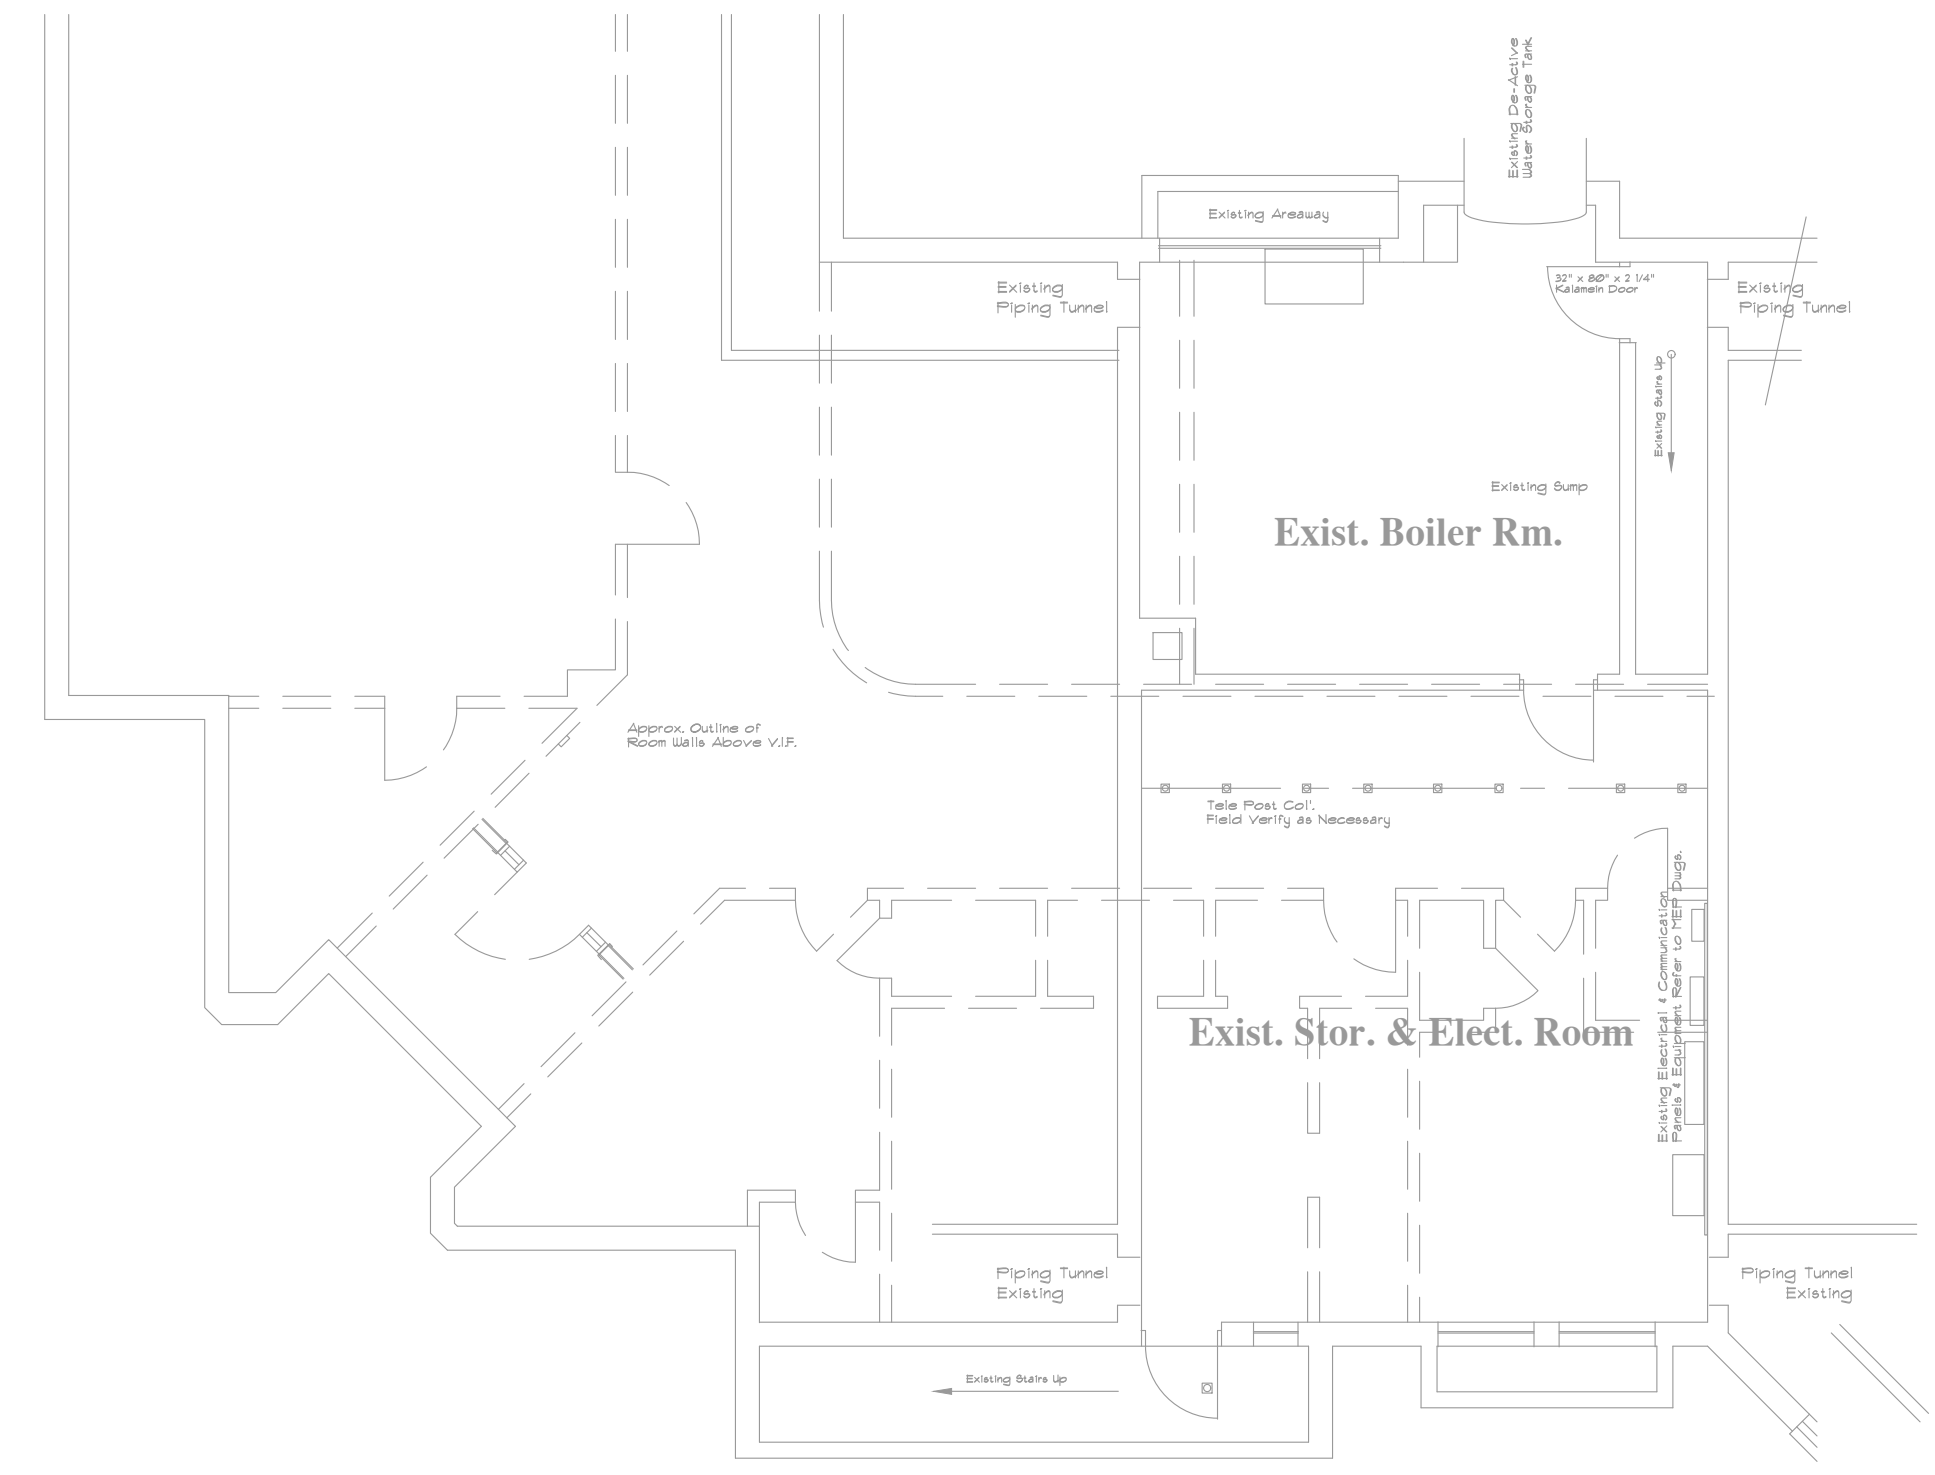 Existing De-Active
Water Storage Tank
Existing Areaway
32" x 80" x 2 1/4"
Kalamein Door
Existing
Piping Tunnel
Existing
Piping Tunnel
Existing Stairs Up
Existing Sump
Exist. Boiler Rm.
Approx. Outline of
Room Walls Above V.I.F.
Tele Post Col'.
Field Verify as Necessary
Existing Electrical & Communication
Panels & Equipment Refer to MEP Dwgs.
Exist. Stor. & Elect. Room
Piping Tunnel
Existing
Piping Tunnel
Existing
Existing Stairs Up